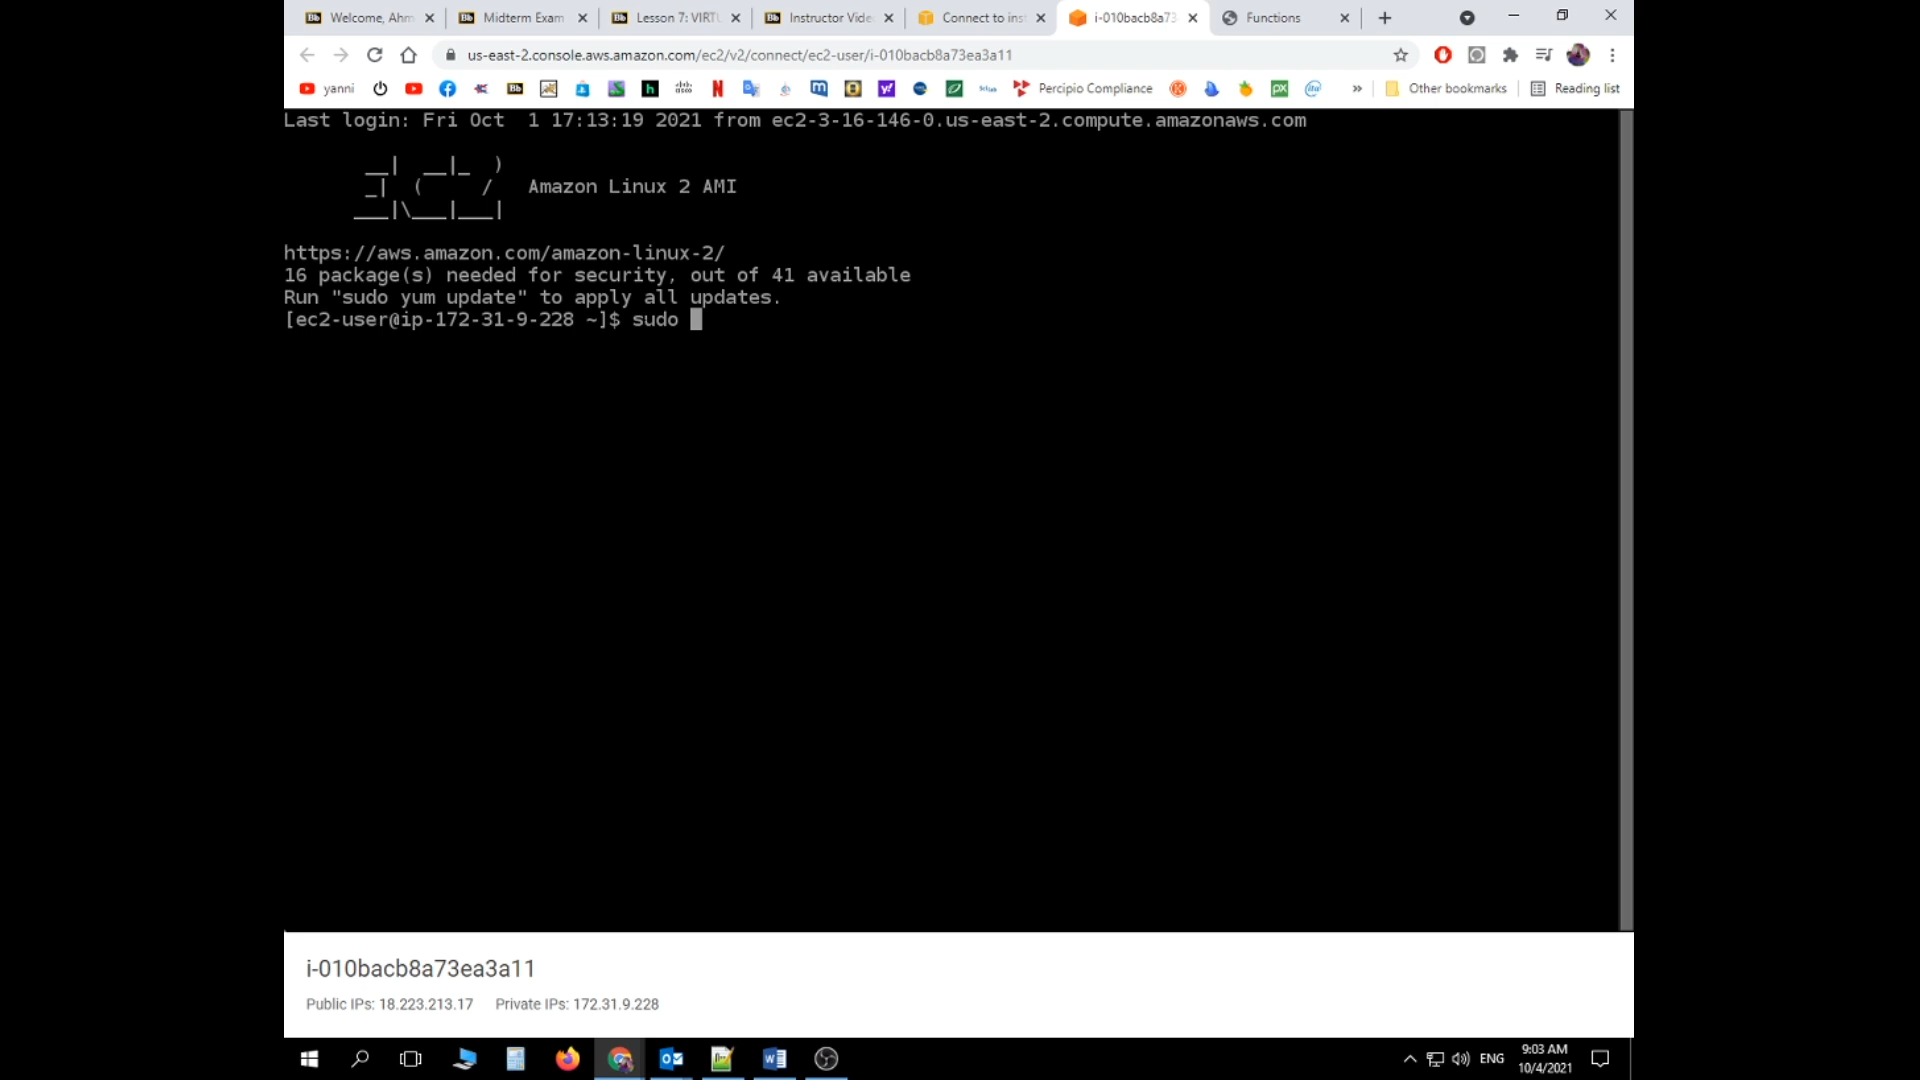 Welcome, Ahm
Midterm Exam
Lesson 7: VIRTU
Instructor Vide
Connect to inst
i-010bacb8a73
Functions
us-east-2.console.aws.amazon.com/ec2/v2/connect/ec2-user/i-010bacb8a73ea3a11
yanni
Percipio Compliance
Other bookmarks
Reading list
Last login: Fri Oct  1 17:13:19 2021 from ec2-3-16-146-0.us-east-2.compute.amazonaws.com
Amazon Linux 2 AMI
https://aws.amazon.com/amazon-linux-2/
16 package(s) needed for security, out of 41 available
Run "sudo yum update" to apply all updates.
[ec2-user@ip-172-31-9-228 ~]$ sudo
i-010bacb8a73ea3a11
Public IPs: 18.223.213.17 Private IPs: 172.31.9.228
ENG
9:03 AM
10/4/2021